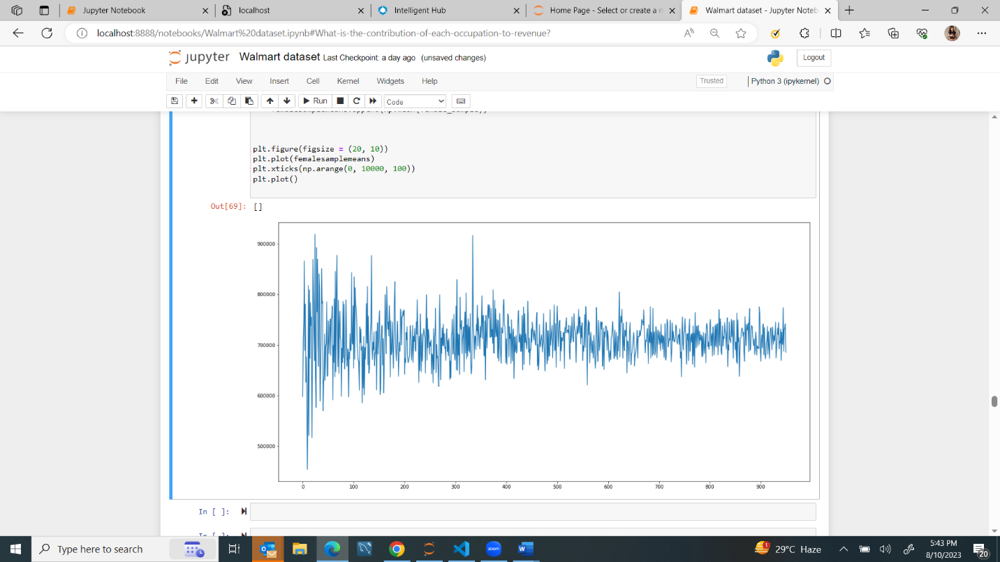 Jupyter Notebook
localhost
Intelligent Hub
Home Page - Select or create a n
Walmart dataset - Jupyter Noteb
localhost:8888/notebooks/Walmart%20dataset.ipynb#What-is-the-contribution-of-each-occupation-to-revenue?
jupyter Walmart dataset Last Checkpoint: a day ago (unsaved changes)
Logout
File Edit View Insert Cell Kernel Widgets Help
Trusted
Python 3 (ipykernel)
Run
Code
plt.figure(figsize = (20, 10))
plt.plot(femalesamplemeans)
plt.xticks(np.arange(0, 10000, 100))
plt.plot()
Out[69]: []
900000
800000
700000
600000
500000
0 100 200 300 400 500 600 700 800 900
In [ ]:
In [ ]:
Type here to search
zoom
1
29°C Haze
5:43 PM
8/10/2023
20